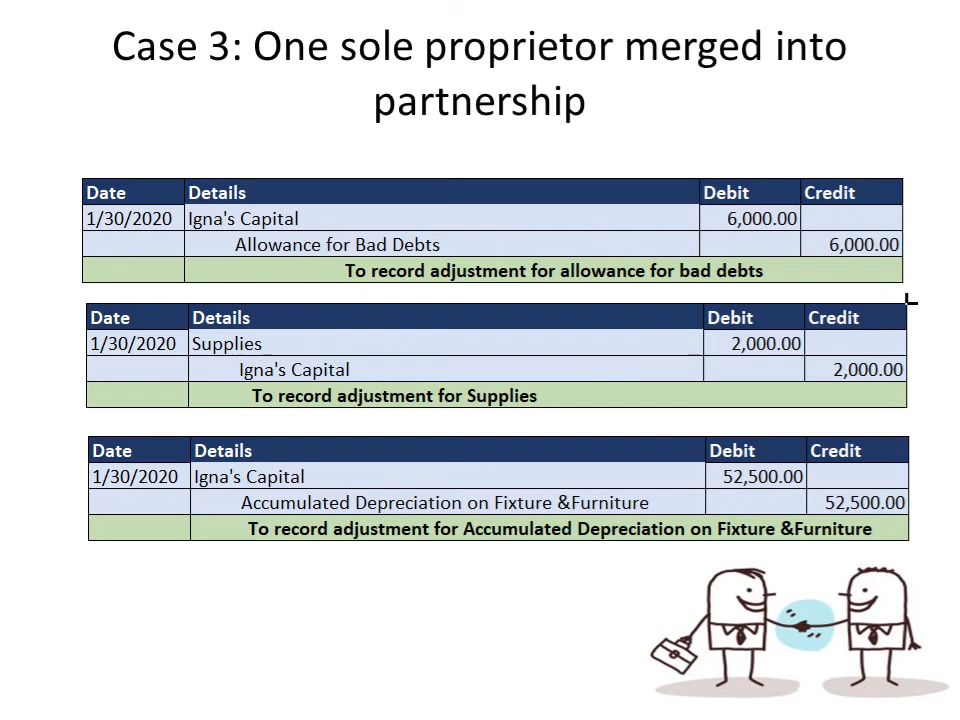 Case 3: One sole proprietor merged into
partnership
Date Details Debit Credit
1/30/2020 Igna's Capital 6,000.00
Allowance for Bad Debts 6,000.00
To record adjustment for allowance for bad debts
Date Details Debit Credit
1/30/2020 Supplies 2,000.00
Igna's Capital 2,000.00
To record adjustment for Supplies
Date Details Debit Credit
1/30/2020 Igna's Capital 52,500.00
Accumulated Depreciation on Fixture &Furniture 52,500.00
To record adjustment for Accumulated Depreciation on Fixture &Furniture